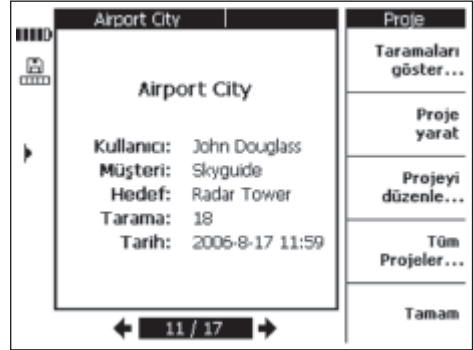 Airport City
Proje
Airport City
Kullanıcı: John Douglass
Müşteri: Skyguide
Hedef: Radar Tower
Tarama: 18
Tarih: 2006-8-17 11:59
11 / 17
Taramaları
göster...
Proje
yarat
Projeyi
düzenle...
Tüm
Projeler...
Tamam